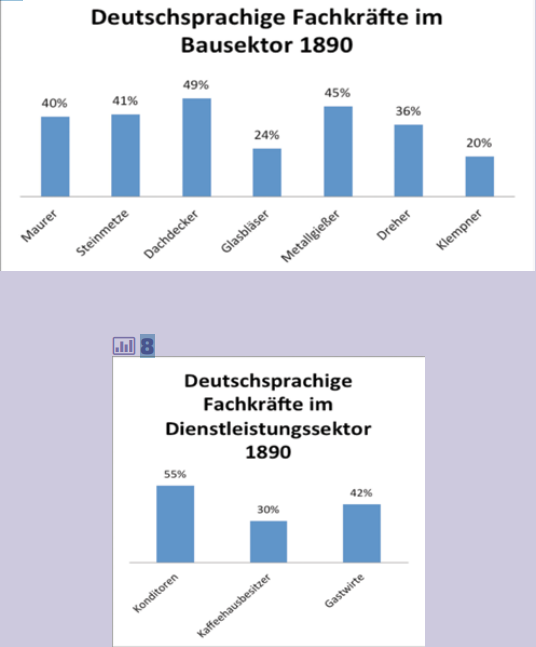 Deutschsprachige Fachkräfte im
Bausektor 1890
40%
41%
49%
24%
45%
36%
20%
Maurer
Steinmetze
Dachdecker
Glasbläser
Metallgießer
Dreher
Klempner
8
Deutschsprachige
Fachkräfte im
Dienstleistungssektor
1890
55%
30%
42%
Konditoren
Kaffeehausbesitzer
Gastwirte